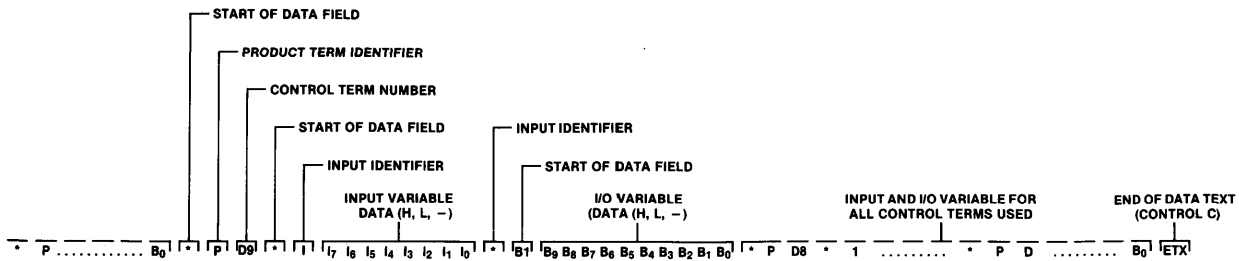 START OF DATA FIELD
PRODUCT TERM IDENTIFIER
CONTROL TERM NUMBER
START OF DATA FIELD
INPUT IDENTIFIER
INPUT IDENTIFIER
START OF DATA FIELD
INPUT VARIABLE
DATA (H, L, –)
I/O VARIABLE
(DATA (H, L, –)
INPUT AND I/O VARIABLE FOR
ALL CONTROL TERMS USED
END OF DATA TEXT
(CONTROL C)
* P ............ B0 * P D9 * I I7 I6 I5 I4 I3 I2 I1 I0 * B1 B9 B8 B7 B6 B5 B4 B3 B2 B1 B0 * P D8 * 1 ......... * P D ......... B0 ETX